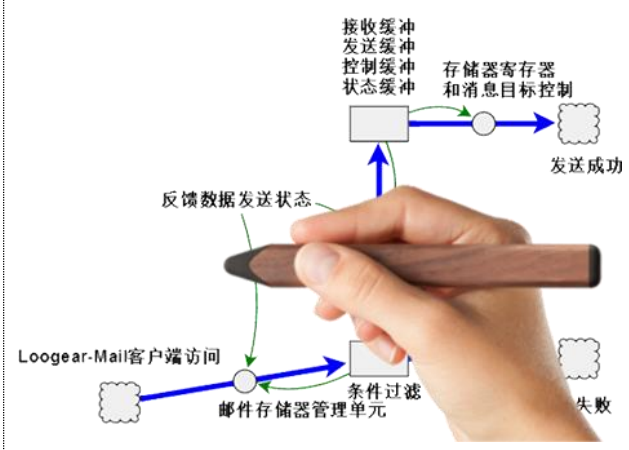 接收缓冲
发送缓冲
控制缓冲
状态缓冲
存储器寄存器
和消息目标控制
发送成功
反馈数据发送状态
Loogear-Mail客户端访问
条件过滤
邮件存储器管理单元
失败